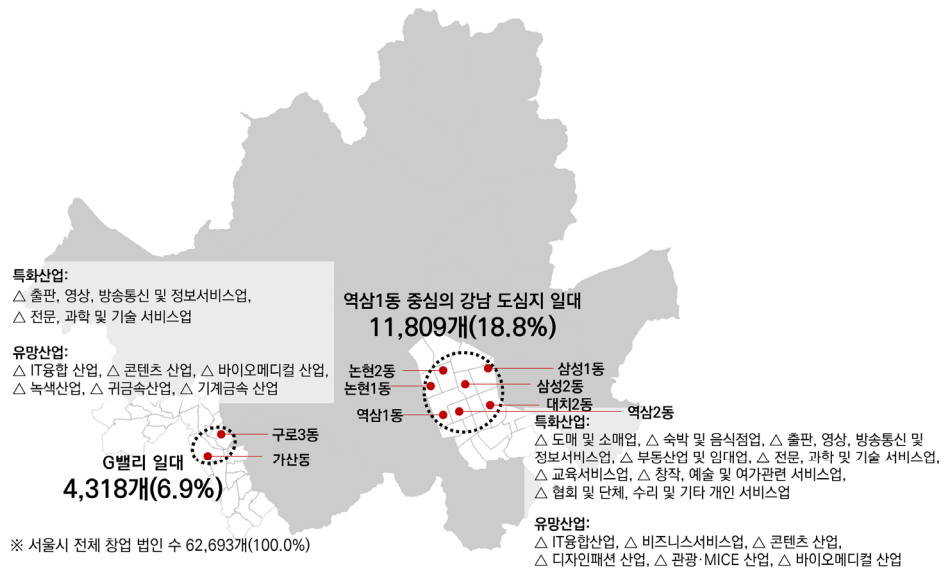 특화산업:
△ 출판, 영상, 방송통신 및 정보서비스업,
△ 전문, 과학 및 기술 서비스업
유망산업:
△ IT융합 산업, △ 콘텐츠 산업, △ 바이오메디컬 산업,
△ 녹색산업, △ 귀금속산업, △ 기계금속 산업
구로3동
가산동
G밸리 일대
4,318개(6.9%)
※ 서울시 전체 창업 법인 수 62,693개(100.0%)
역삼1동 중심의 강남 도심지 일대
11,809개(18.8%)
논현2동
논현1동
역삼1동
삼성1동
삼성2동
대치2동
역삼2동
특화산업:
△ 도매 및 소매업, △ 숙박 및 음식점업, △ 출판, 영상, 방송통신 및
정보서비스업, △ 부동산업 및 임대업, △ 전문, 과학 및 기술 서비스업,
△ 교육서비스업, △ 창작, 예술 및 여가관련 서비스업,
△ 협회 및 단체, 수리 및 기타 개인 서비스업
유망산업:
△ IT융합산업, △ 비즈니스서비스업, △ 콘텐츠 산업,
△ 디자인패션 산업, △ 관광·MICE 산업, △ 바이오메디컬 산업